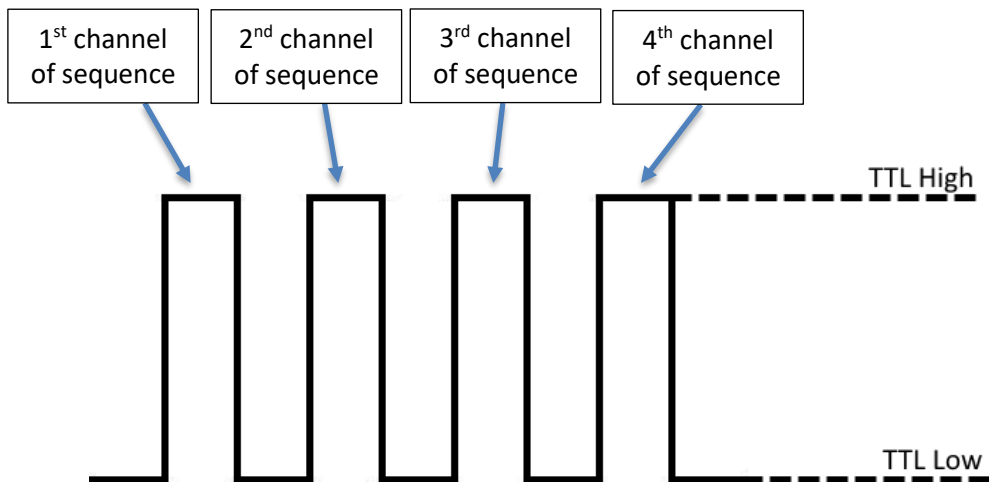 1st channel
of sequence
2nd channel
of sequence
3rd channel
of sequence
4th channel
of sequence
TTL High
TTL Low